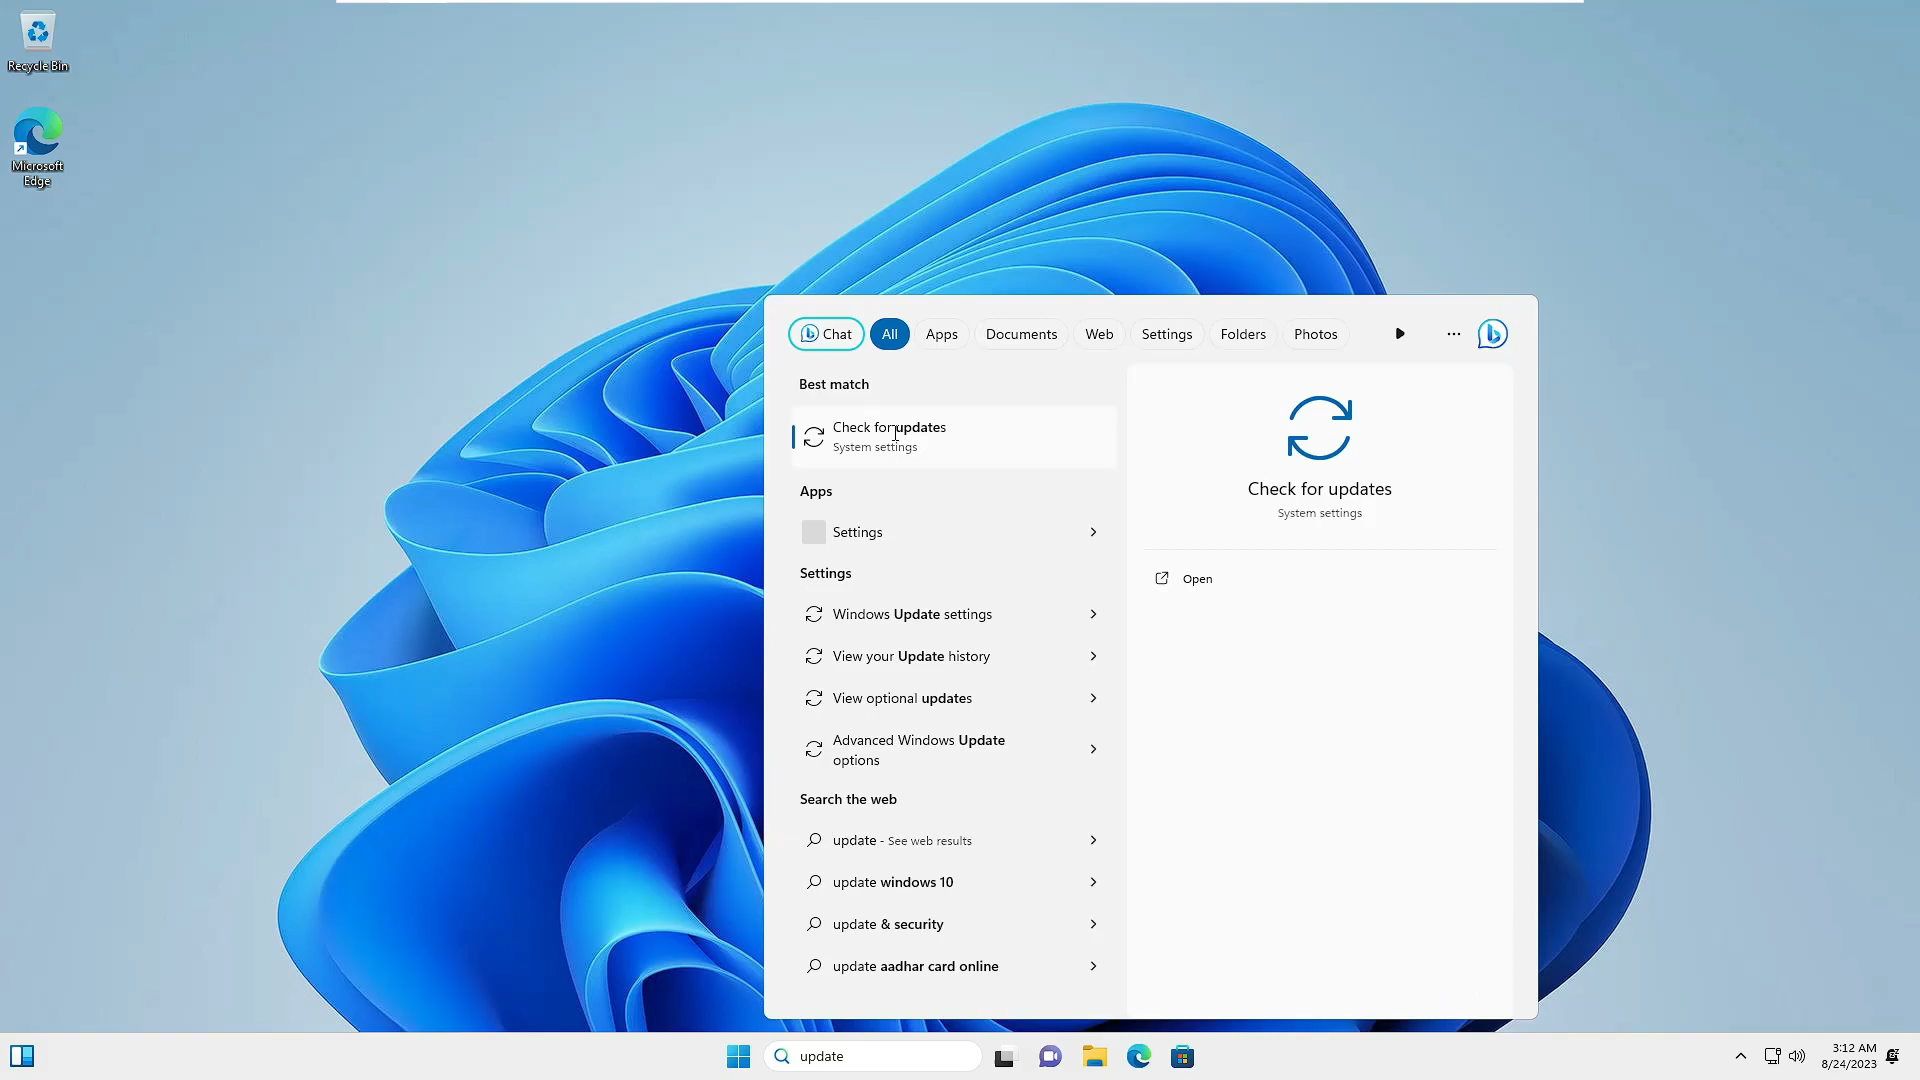 Recycle Bin
Microsoft
Edge
Chat
All
Apps
Documents
Web
Settings
Folders
Photos
Best match
Check for updates
System settings
Apps
Settings
Settings
Windows Update settings
View your Update history
View optional updates
Advanced Windows Update
options
Search the web
update - See web results
update windows 10
update & security
update aadhar card online
Check for updates
System settings
Open
update
3:12 AM
8/24/2023